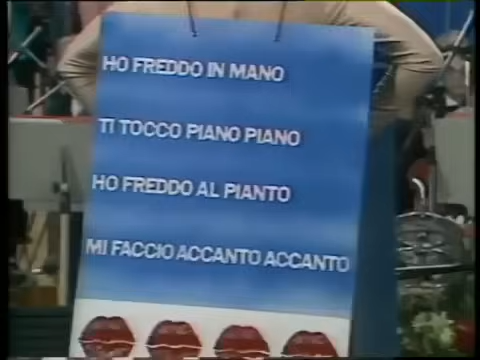 HO FREDDO IN MANO
TI TOCCO PIANO PIANO
HO FREDDO AL PIANTO
MI FACCIO ACCANTO ACCANTO